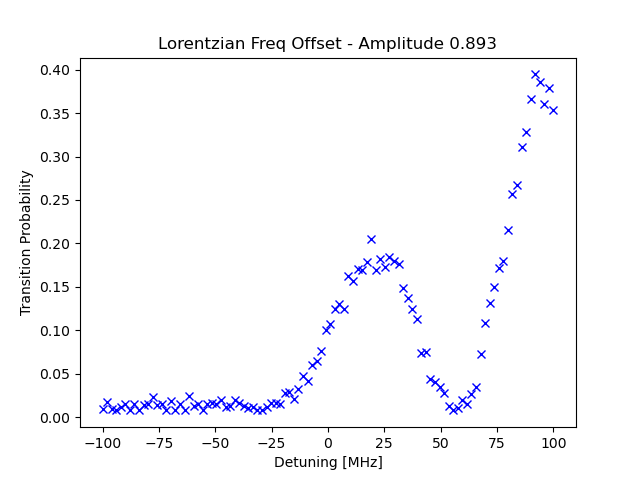 Lorentzian Freq Offset - Amplitude 0.893
0.40
0.35
0.30
0.25
0.20
0.15
0.10
0.05
0.00
Transition Probability
−100 −75 −50 −25 0 25 50 75 100
Detuning [MHz]